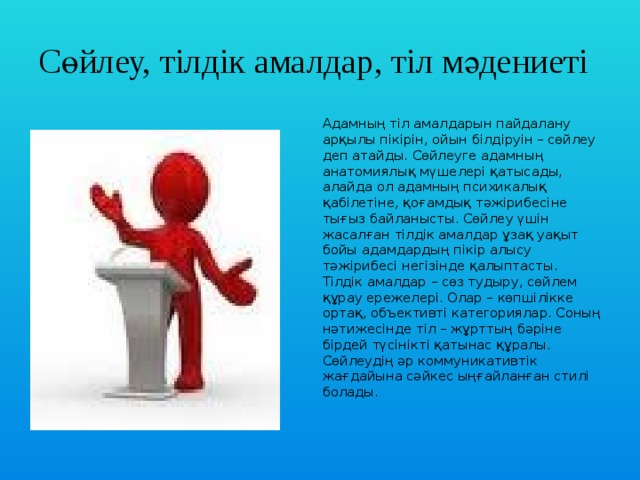 Сөйлеу, тілдік амалдар, тіл мәдениеті
Адамның тіл амалдарын пайдалану
арқылы пікірін, ойын білдіруін – сөйлеу
деп атайды. Сөйлеуге адамның
анатомиялық мүшелері қатысады,
алайда ол адамның психикалық
қабілетіне, қоғамдық тәжірибесіне
тығыз байланысты. Сөйлеу үшін
жасалған тілдік амалдар ұзақ уақыт
бойы адамдардың пікір алысу
тәжірибесі негізінде қалыптасты.
Тілдік амалдар – сөз тудыру, сөйлем
құрау ережелері. Олар – көпшілікке
ортақ, объективті категориялар. Соның
нәтижесінде тіл – жұрттың бәріне
бірдей түсінікті қатынас құралы.
Сөйлеудің әр коммуникативтік
жағдайына сәйкес ыңғайланған стилі
болады.